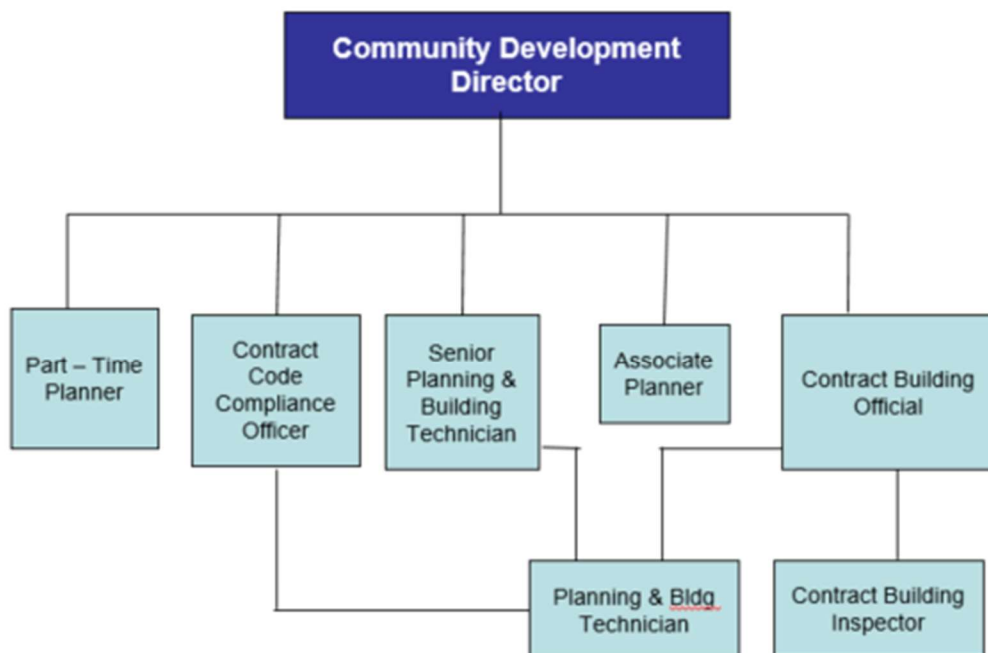 Community Development
Director
Part – Time
Planner
Contract
Code
Compliance
Officer
Senior
Planning &
Building
Technician
Associate
Planner
Contract Building
Official
Planning & Bldg
Technician
Contract Building
Inspector